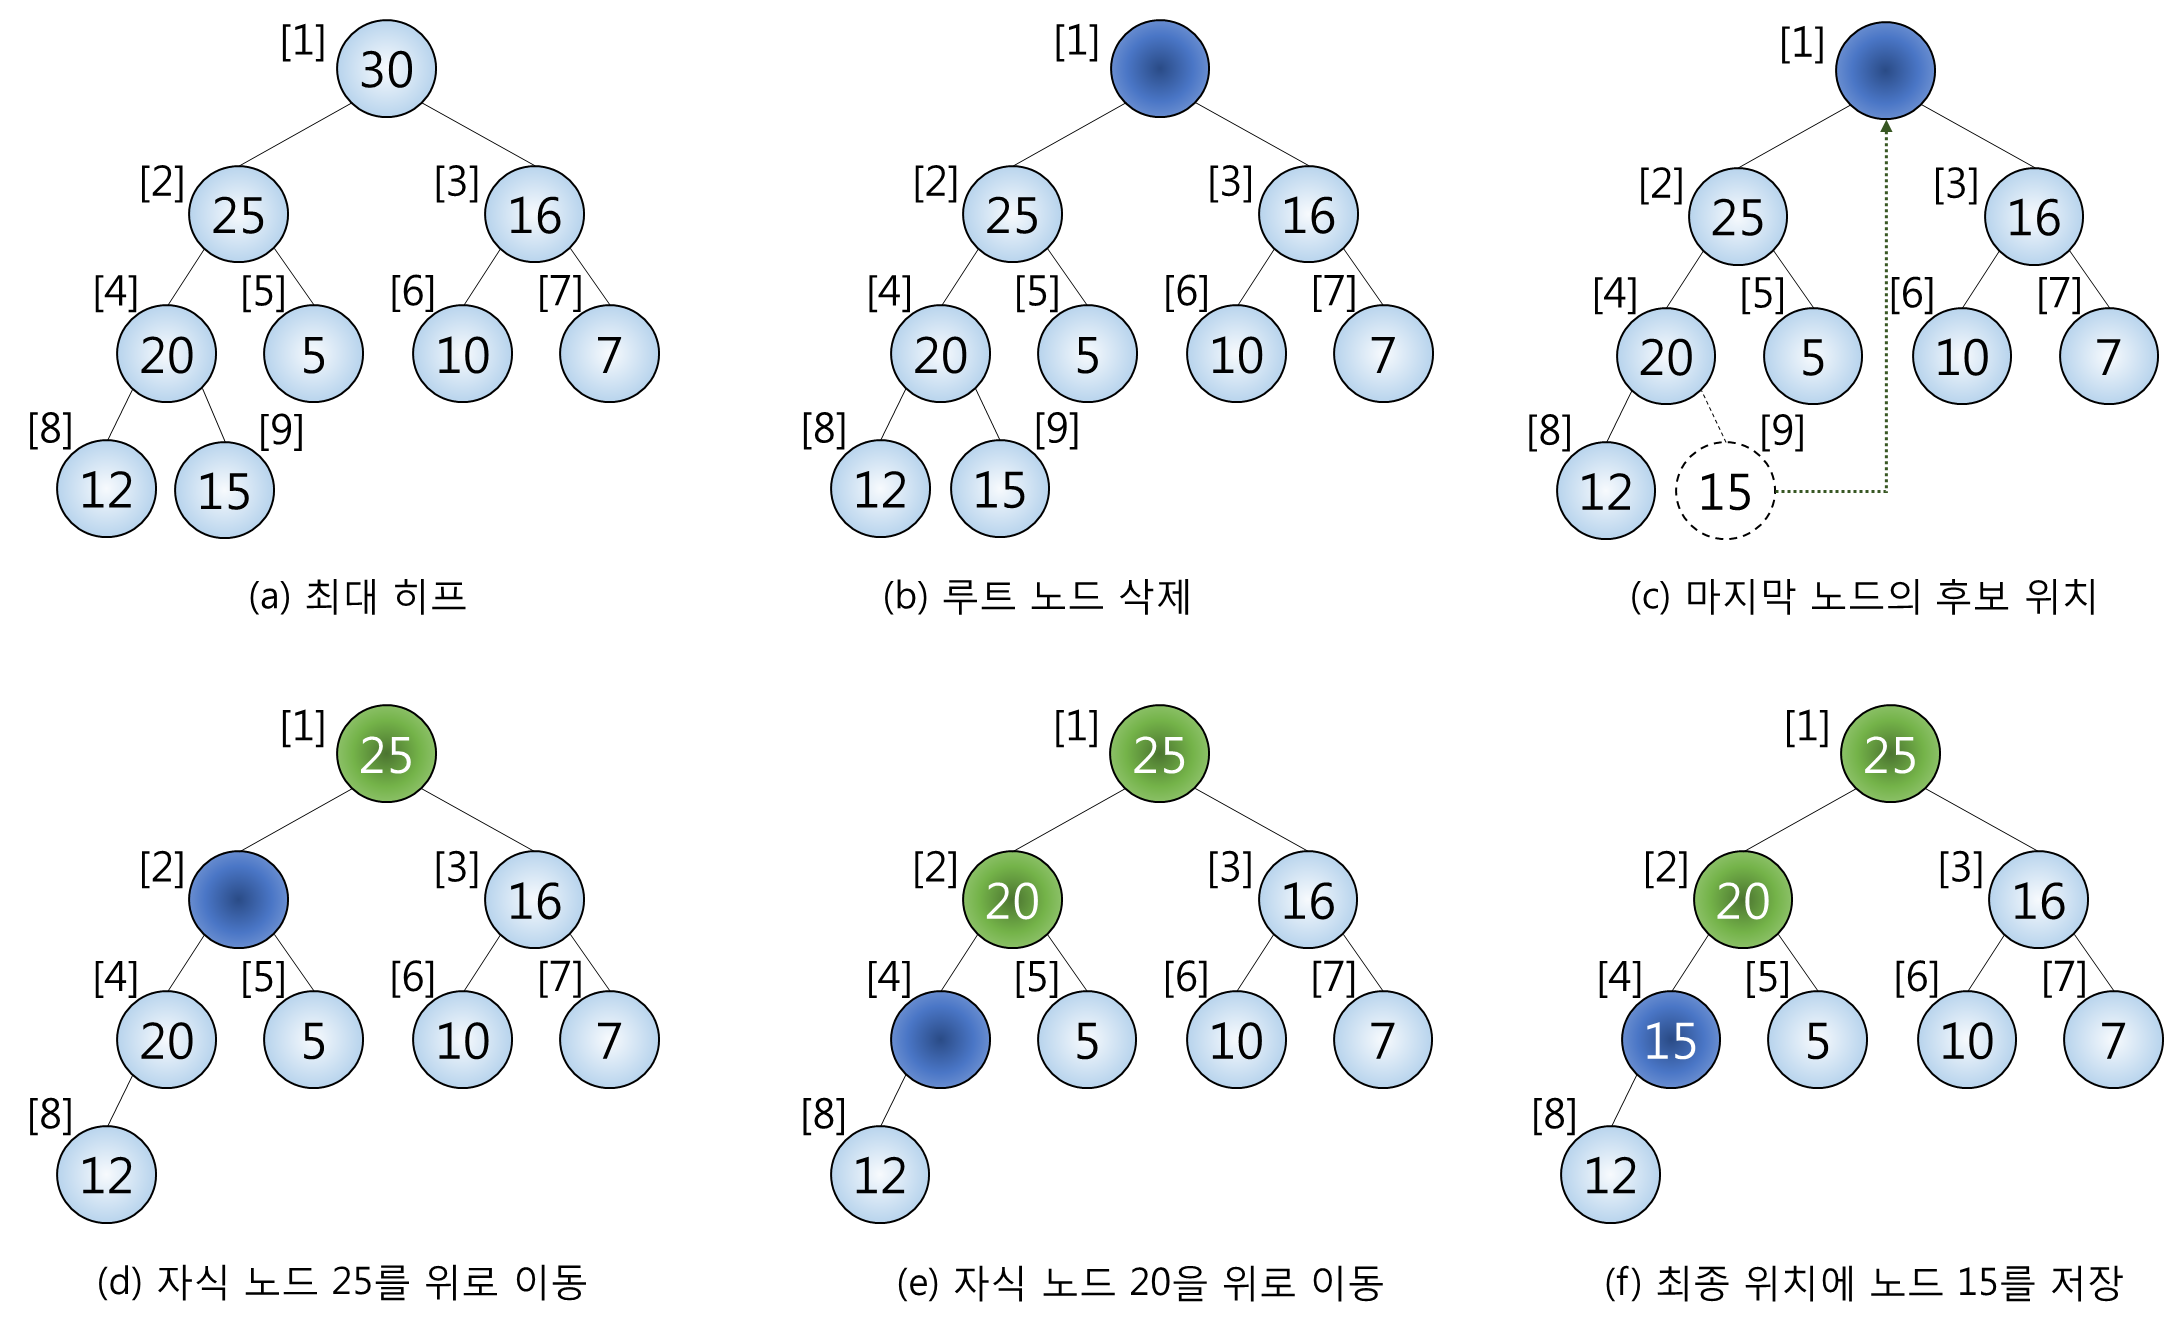 [1] 30
[2] 25 [3] 16
[4] 20 [5] 5 [6] 10 [7] 7
[8] 12 [9] 15
(a) 최대 히프
[1]
[2] 25 [3] 16
[4] 20 [5] 5 [6] 10 [7] 7
[8] 12 [9] 15
(b) 루트 노드 삭제
[1]
[2] 25 [3] 16
[4] 20 [5] 5 [6] 10 [7] 7
[8] 12 [9] 15
(c) 마지막 노드의 후보 위치
[1] 25
[2] [3] 16
[4] 20 [5] 5 [6] 10 [7] 7
[8] 12
(d) 자식 노드 25를 위로 이동
[1] 25
[2] 20 [3] 16
[4] [5] 5 [6] 10 [7] 7
[8] 12
(e) 자식 노드 20을 위로 이동
[1] 25
[2] 20 [3] 16
[4] 15 [5] 5 [6] 10 [7] 7
[8] 12
(f) 최종 위치에 노드 15를 저장